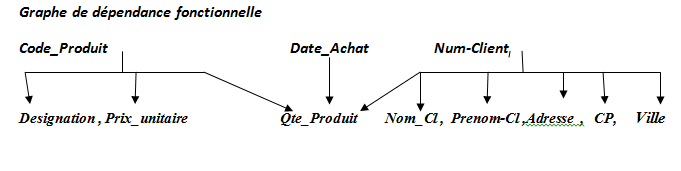 Graphe de dépendance fonctionnelle
Code_Produit Date_Achat Num-Client,
Designation , Prix_unitaire Qte_Produit Nom_Cl , Prenom-Cl ,Adresse , CP, Ville